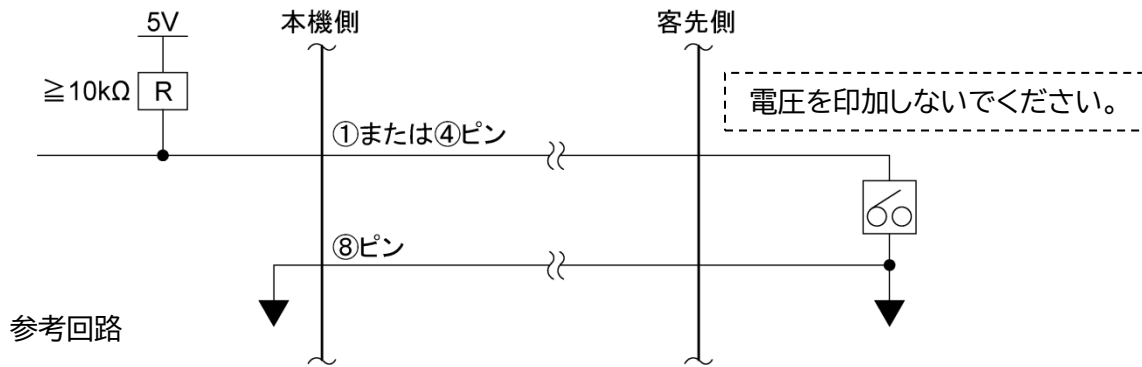 5V
本機側
客先側
≧10kΩ
R
電圧を印加しないでください。
①または④ピン
⑧ピン
参考回路